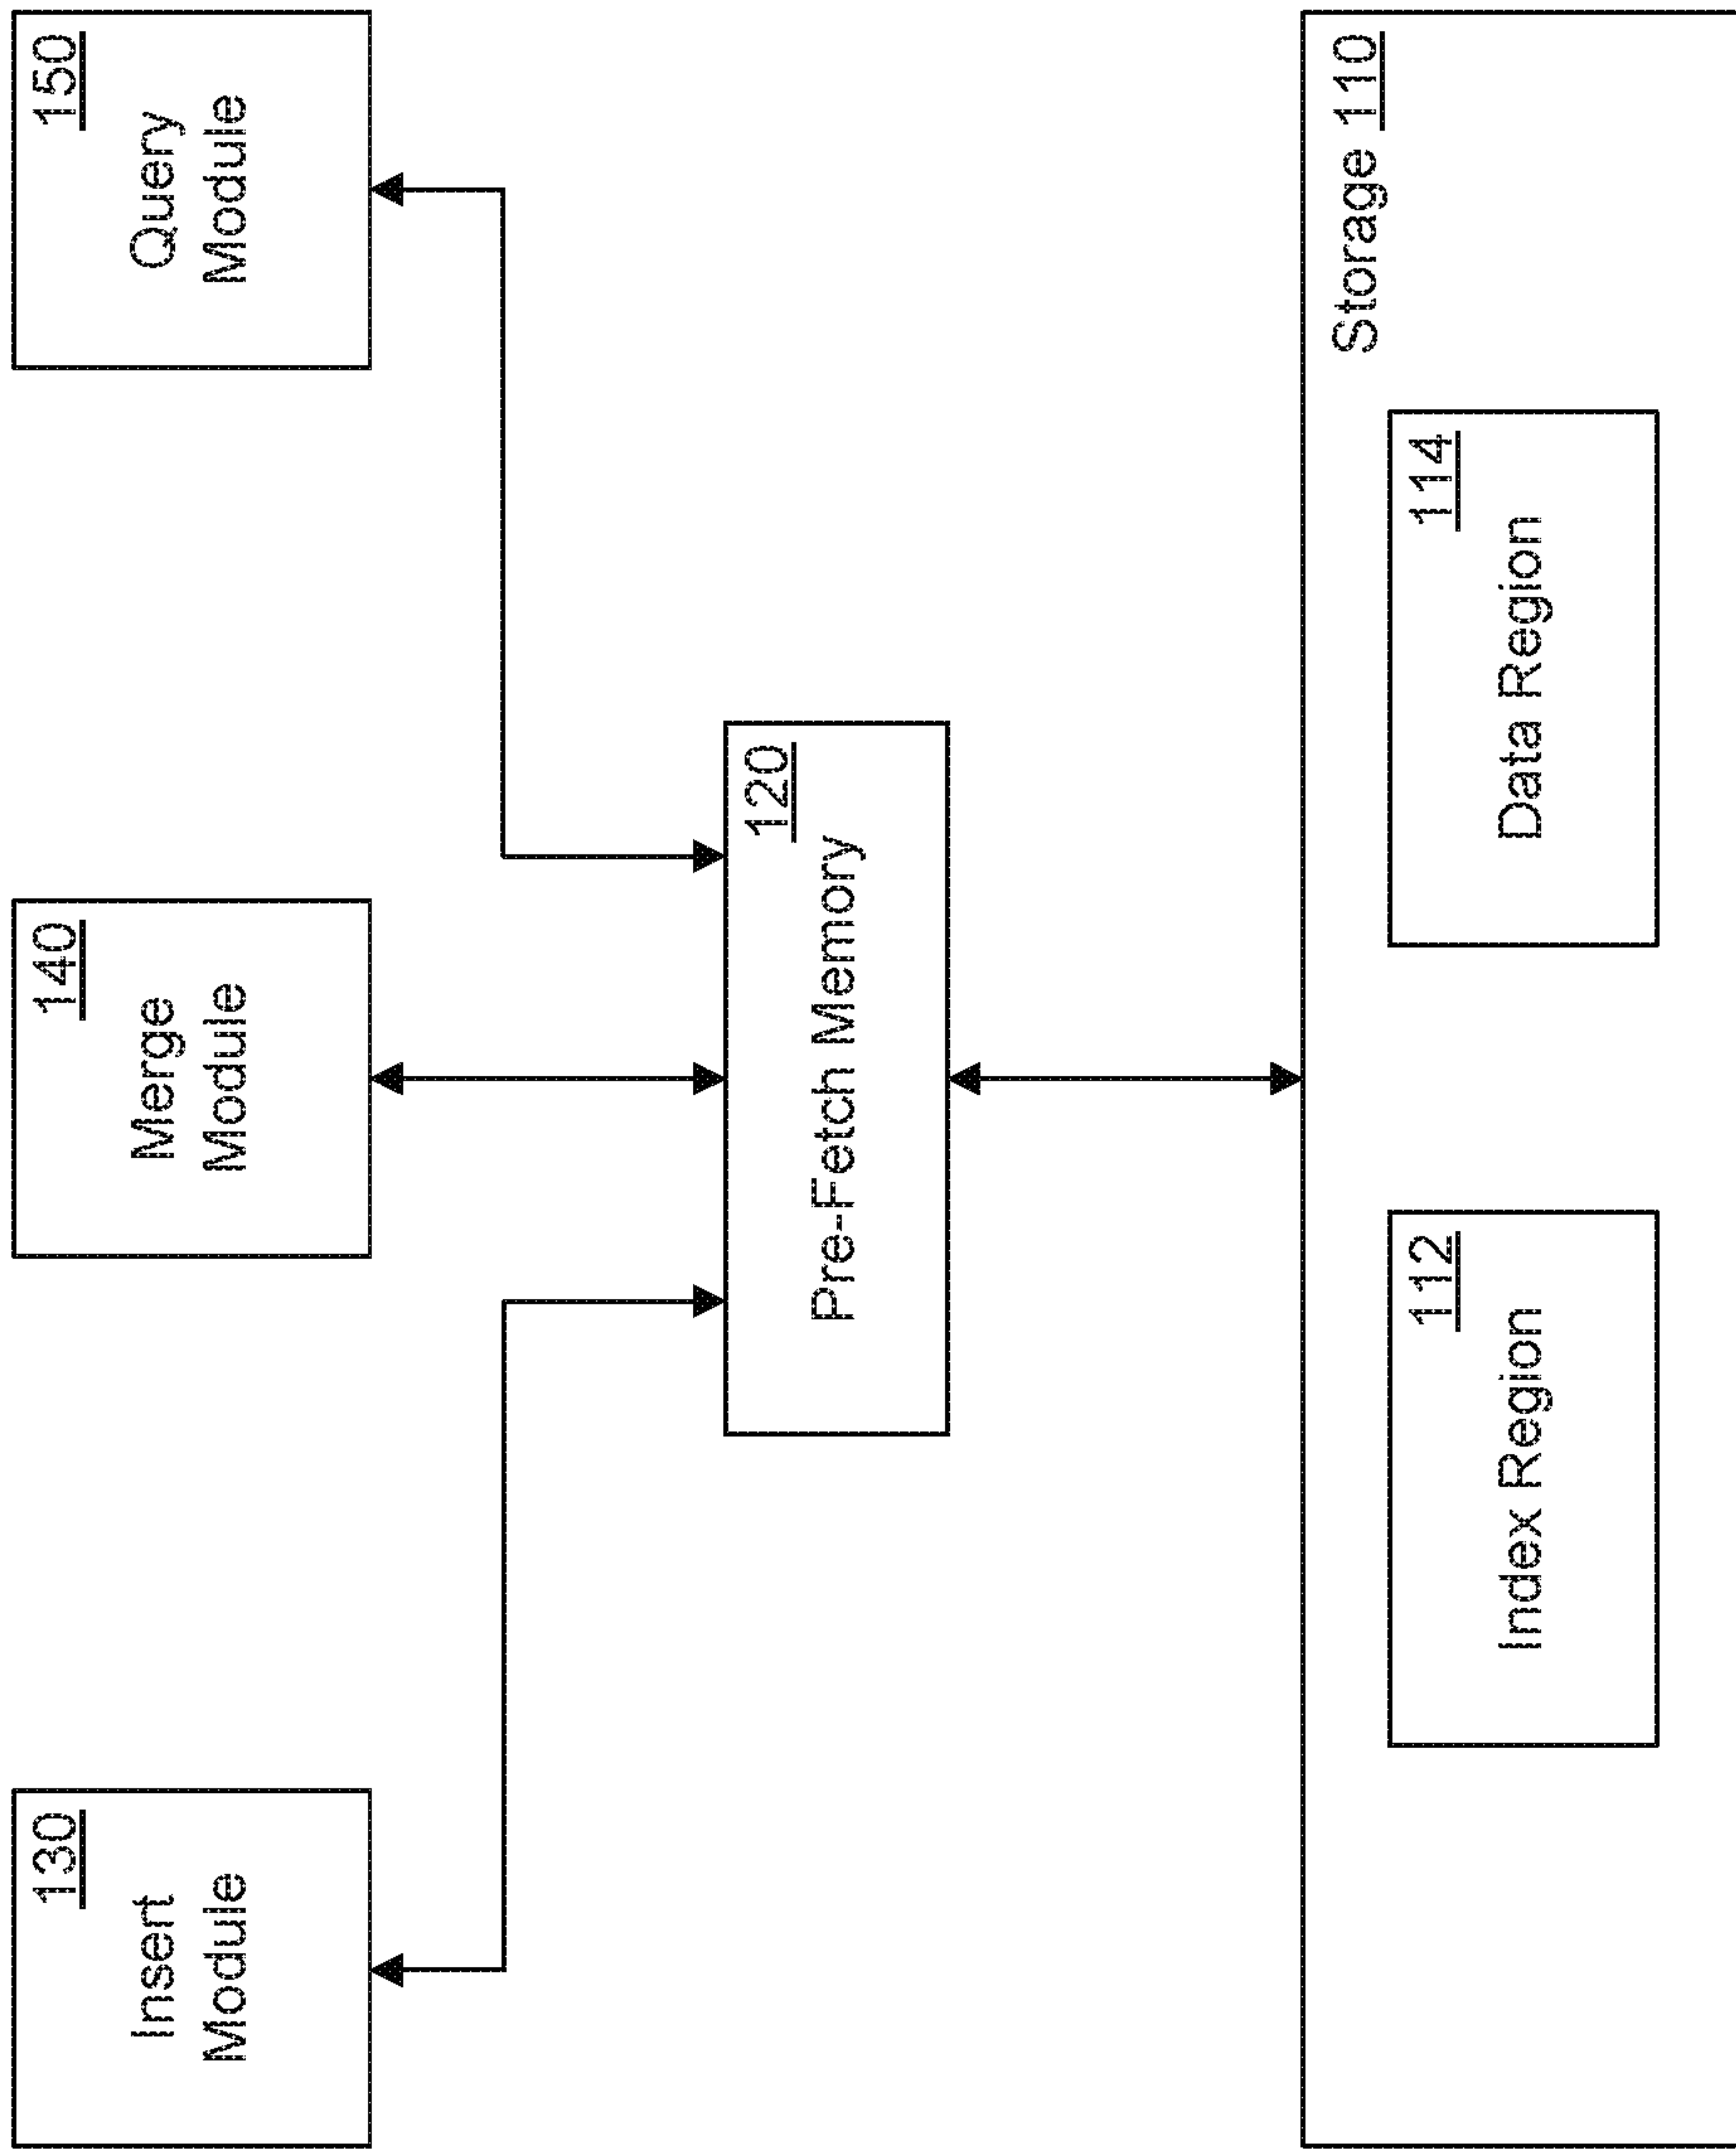 130
Insert
Module
140
Merge
Module
150
Query
Module
120
Pre-Fetch Memory
Storage 110
112
Index Region
114
Data Region